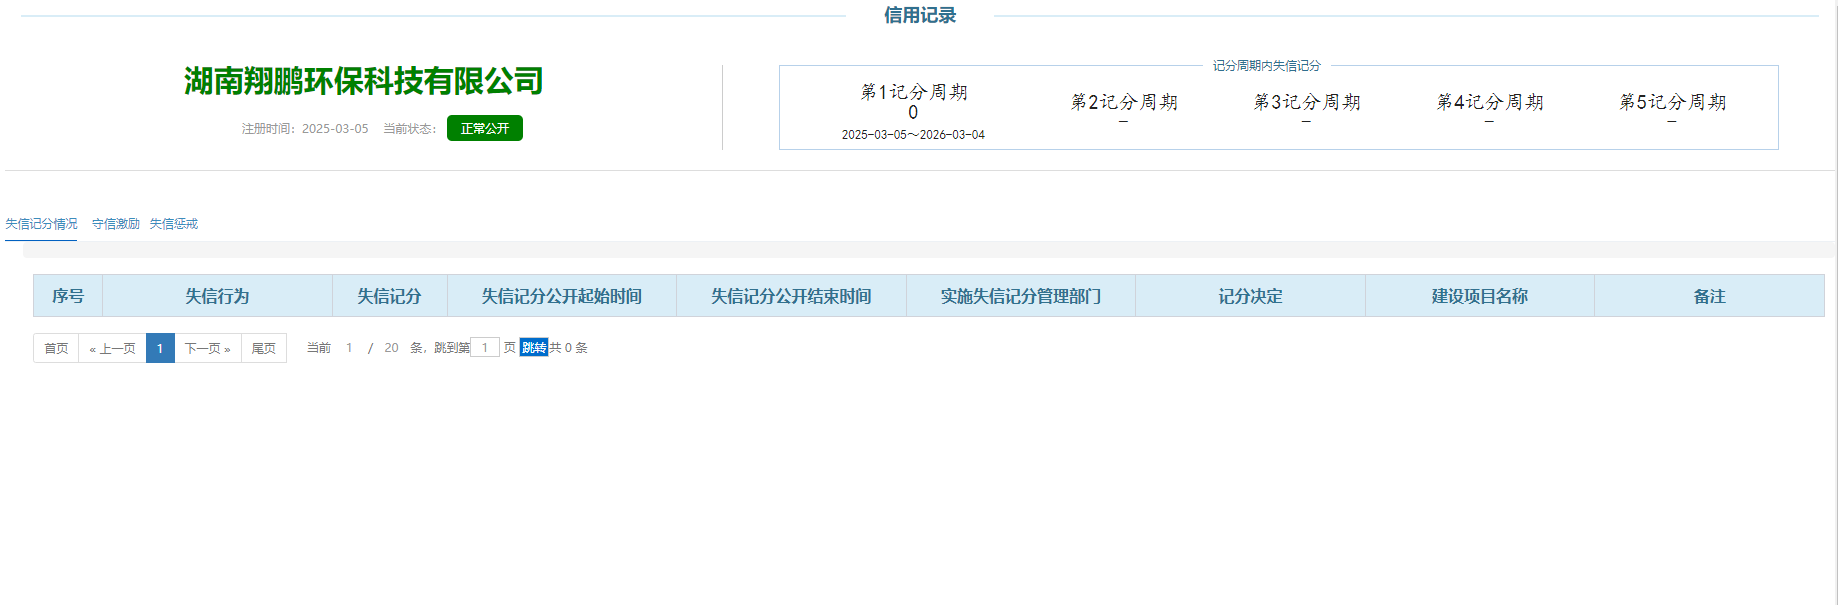 信用记录
湖南翔鹏环保科技有限公司
注册时间：2025-03-05 当前状态： 正常公开
记分周期内失信记分
第1记分周期
0
2025-03-05～2026-03-04
第2记分周期
—
第3记分周期
—
第4记分周期
—
第5记分周期
—
失信记分情况 守信激励 失信惩戒
序号 失信行为 失信记分 失信记分公开起始时间 失信记分公开结束时间 实施失信记分管理部门 记分决定 建设项目名称 备注
首页 « 上一页 1 下一页 » 尾页 当前 1 / 20 条，跳到第 1 页 跳转 共 0 条